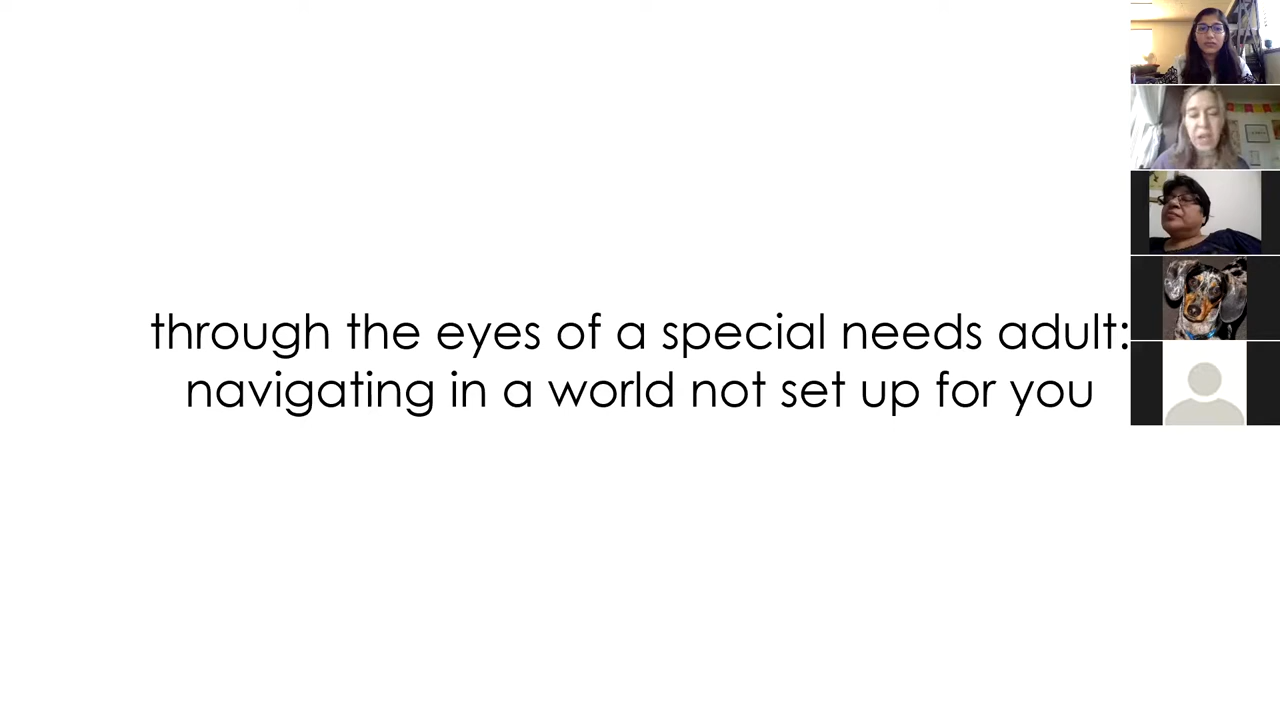 through the eyes of a special needs adult:
navigating in a world not set up for you